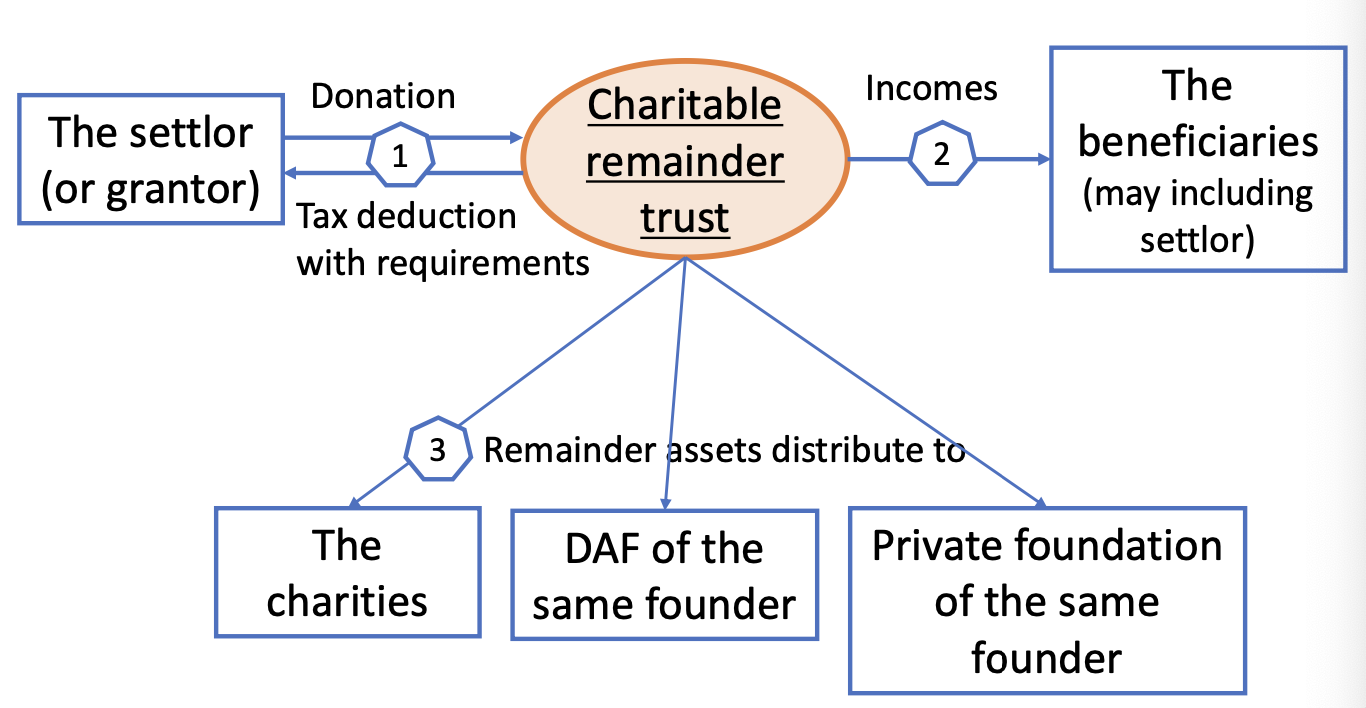 Donation
The settlor
(or grantor)
1
Tax deduction
with requirements
Charitable
remainder
trust
Incomes
2
The
beneficiaries
(may including
settlor)
3
Remainder assets distribute to
The
charities
DAF of the
same founder
Private foundation
of the same
founder